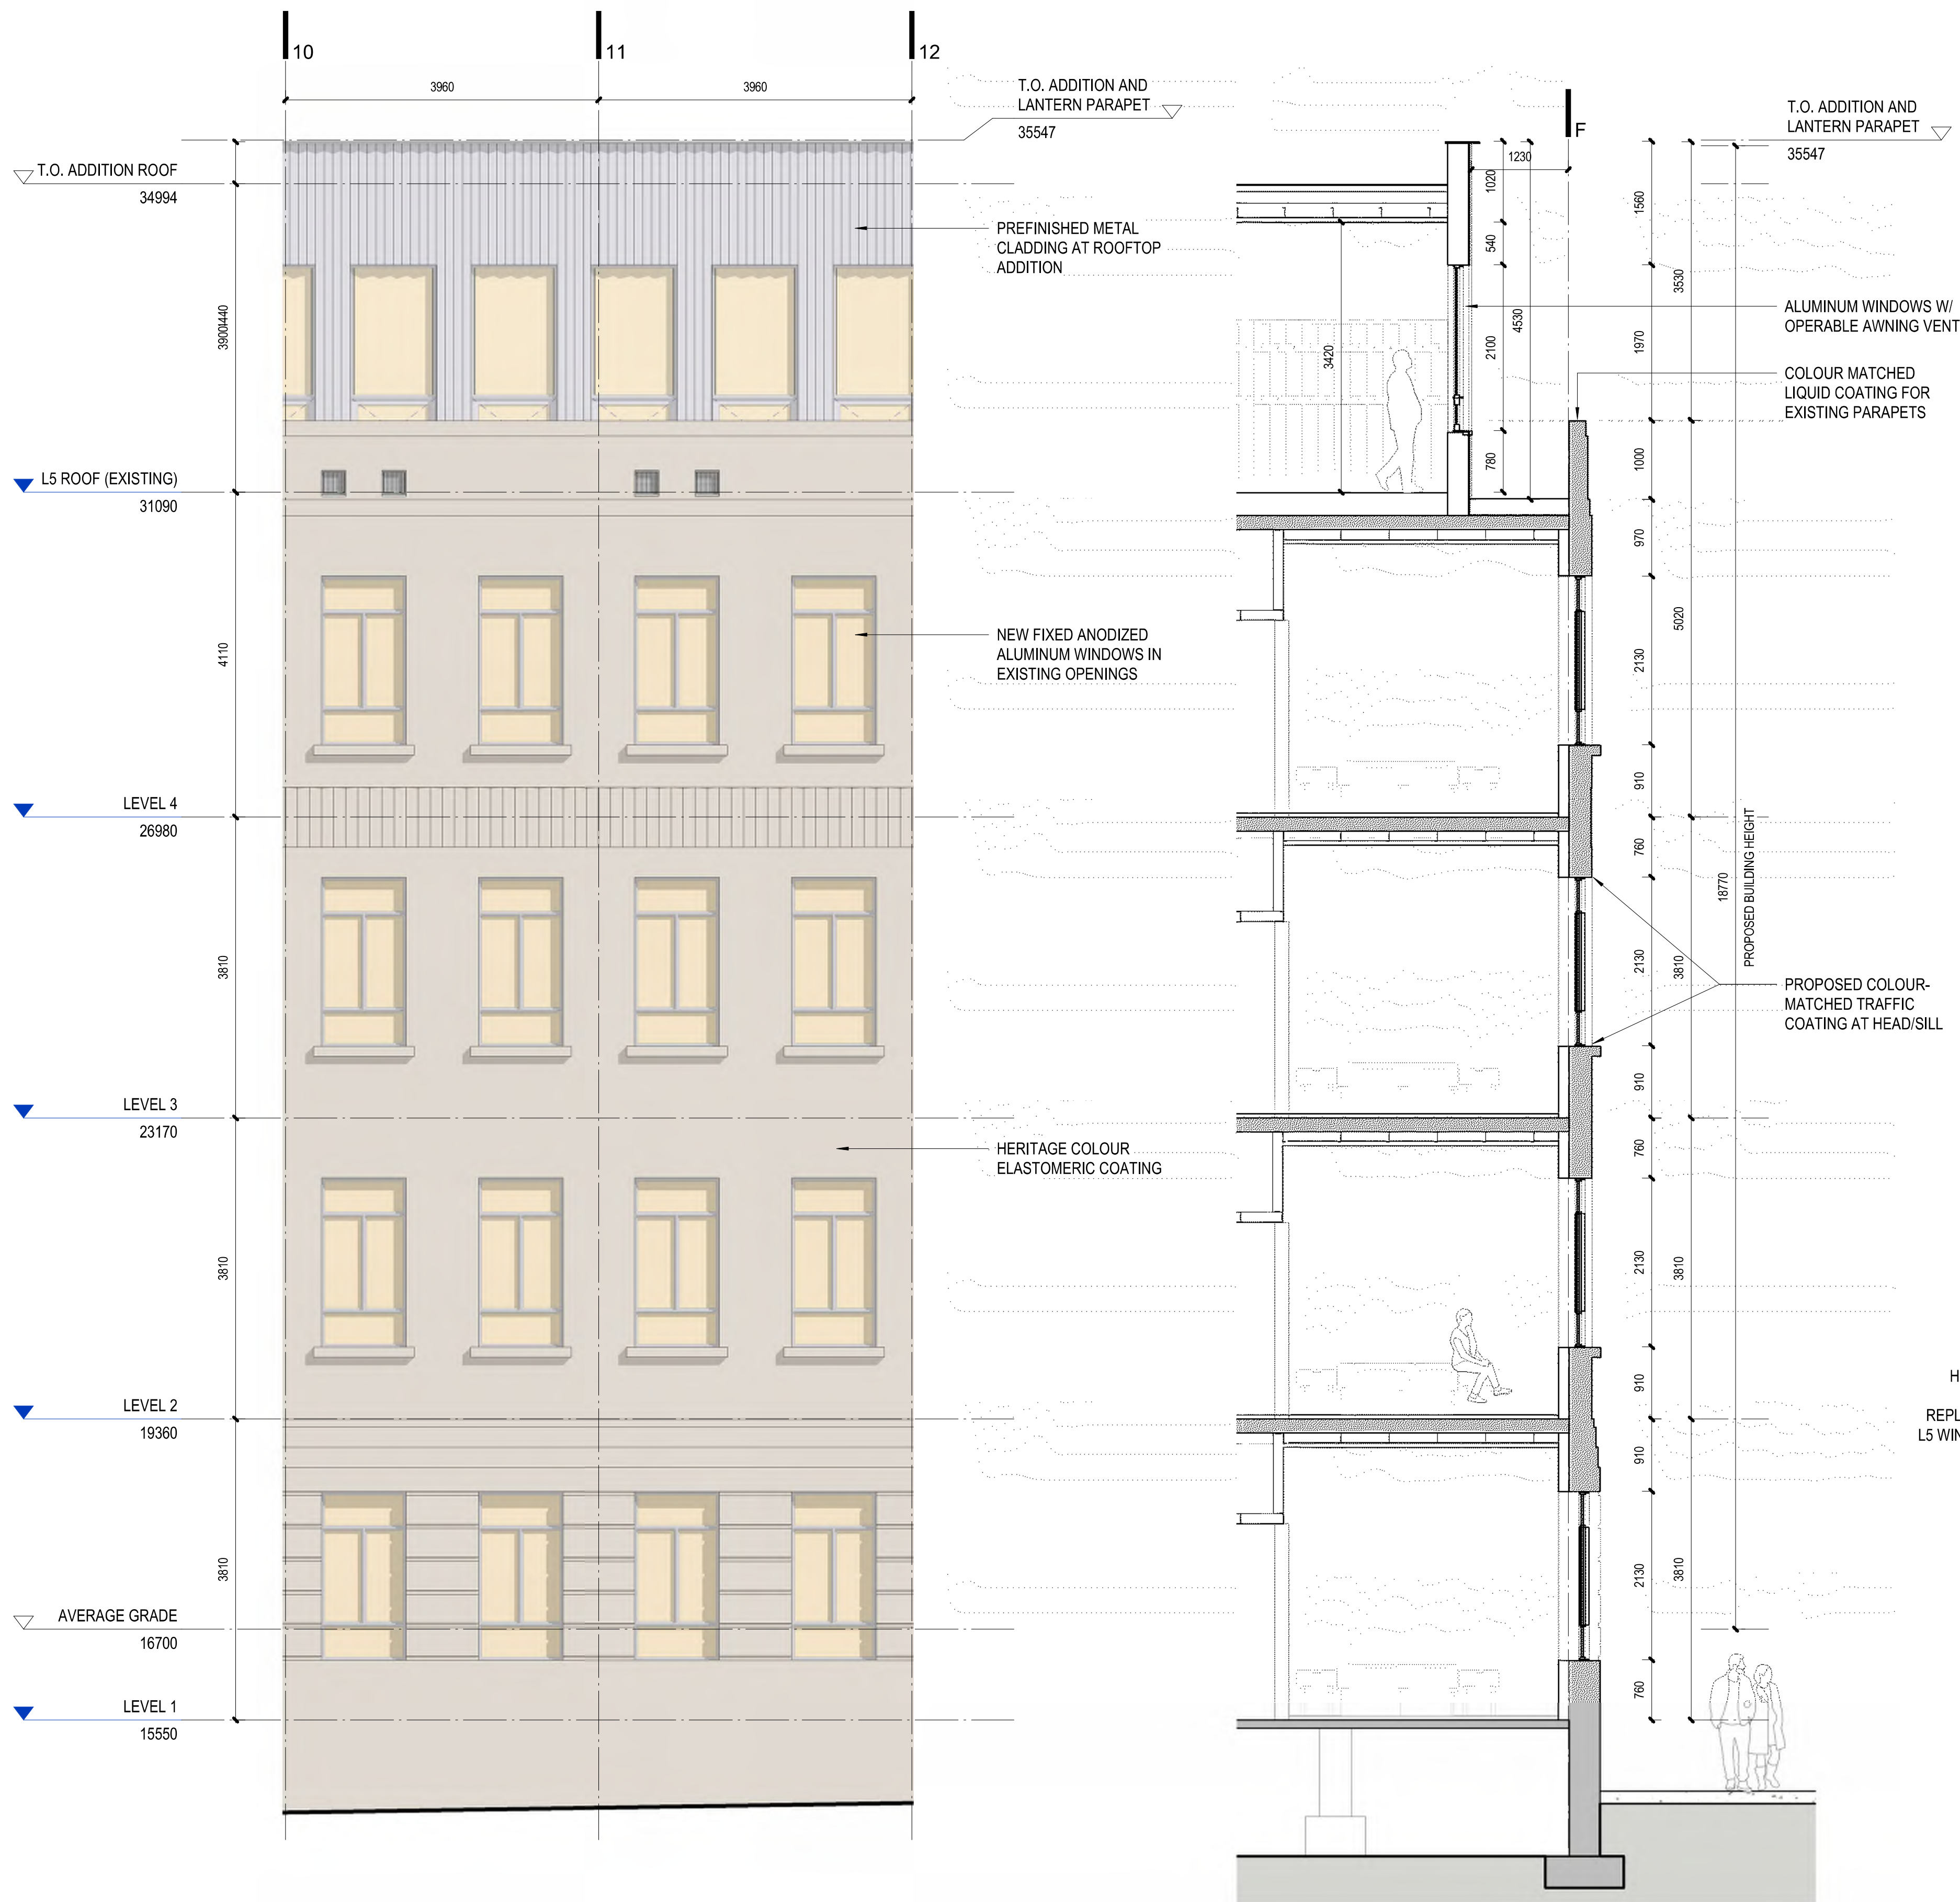 10
11
12
3960
3960
T.O. ADDITION AND
LANTERN PARAPET
35547
F
T.O. ADDITION AND
LANTERN PARAPET
35547
T.O. ADDITION ROOF
34994
1230
1020
1560
PREFINISHED METAL
CLADDING AT ROOFTOP
ADDITION
540
3530
ALUMINUM WINDOWS W/
OPERABLE AWNING VENT
4530
2100
1970
3420
COLOUR MATCHED
LIQUID COATING FOR
EXISTING PARAPETS
L5 ROOF (EXISTING)
31090
780
1000
970
4110
NEW FIXED ANODIZED
ALUMINUM WINDOWS IN
EXISTING OPENINGS
5020
2130
910
LEVEL 4
26980
760
18770
PROPOSED BUILDING HEIGHT
3810
2130
3810
PROPOSED COLOUR-
MATCHED TRAFFIC
COATING AT HEAD/SILL
910
LEVEL 3
23170
HERITAGE COLOUR
ELASTOMERIC COATING
760
3810
2130
3810
910
H
LEVEL 2
19360
REPL
L5 WIN
910
3810
2130
3810
AVERAGE GRADE
16700
760
LEVEL 1
15550